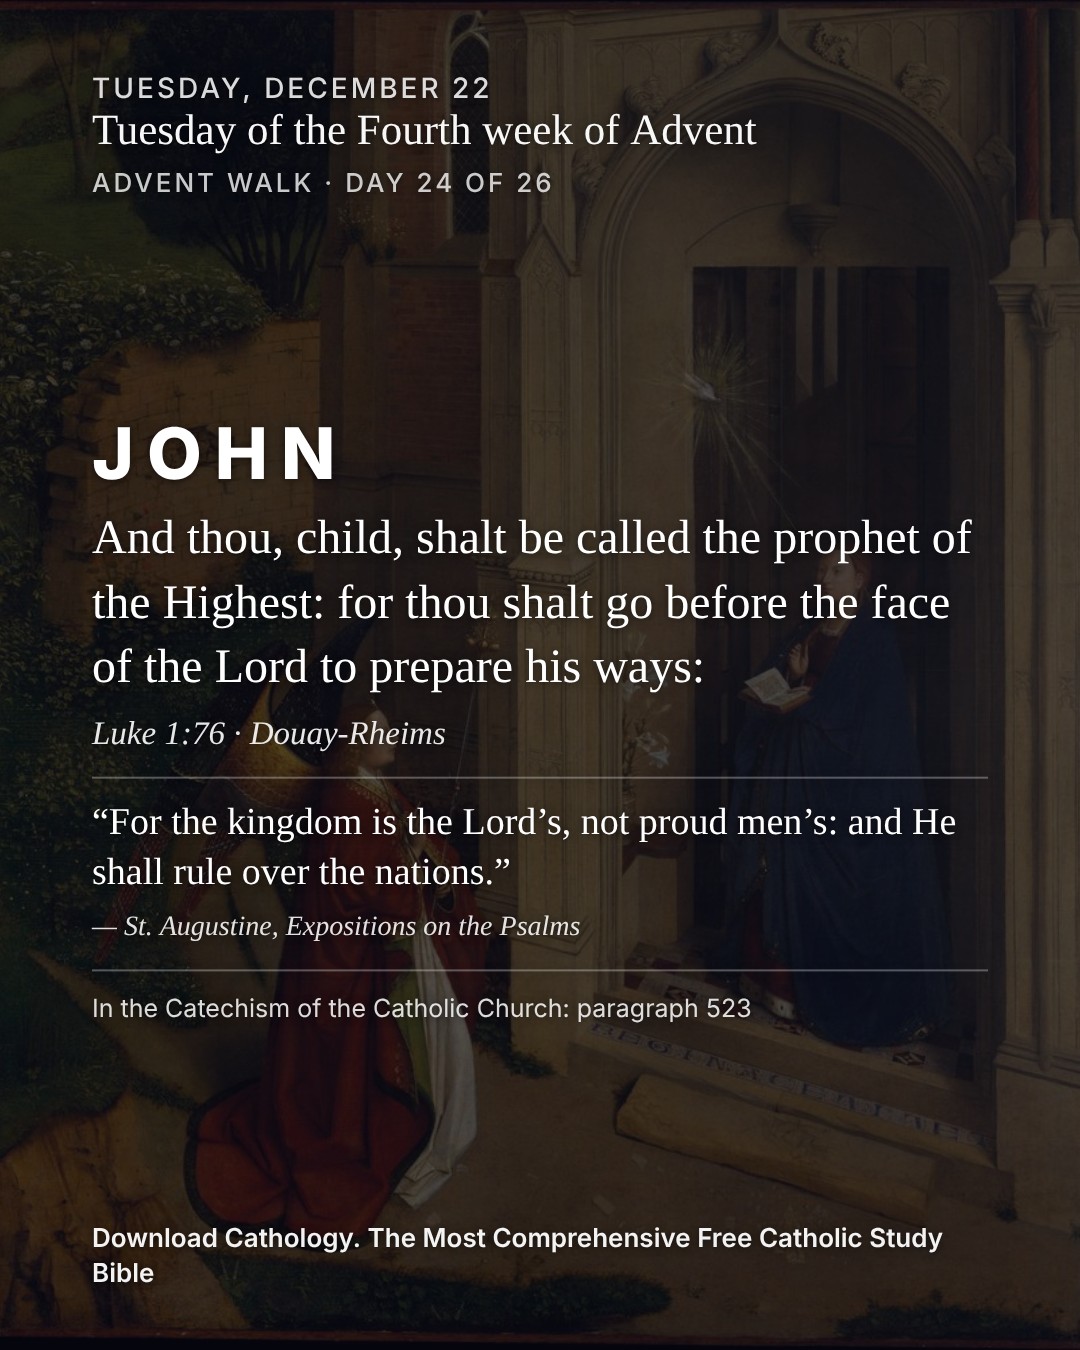 TUESDAY, DECEMBER 22
Tuesday of the Fourth week of Advent
ADVENT WALK · DAY 24 OF 26
JOHN
And thou, child, shalt be called the prophet of
the Highest: for thou shalt go before the face
of the Lord to prepare his ways:
Luke 1:76 · Douay-Rheims
“For the kingdom is the Lord’s, not proud men’s: and He
shall rule over the nations.”
— St. Augustine, Expositions on the Psalms
In the Catechism of the Catholic Church: paragraph 523
Download Cathology. The Most Comprehensive Free Catholic Study
Bible